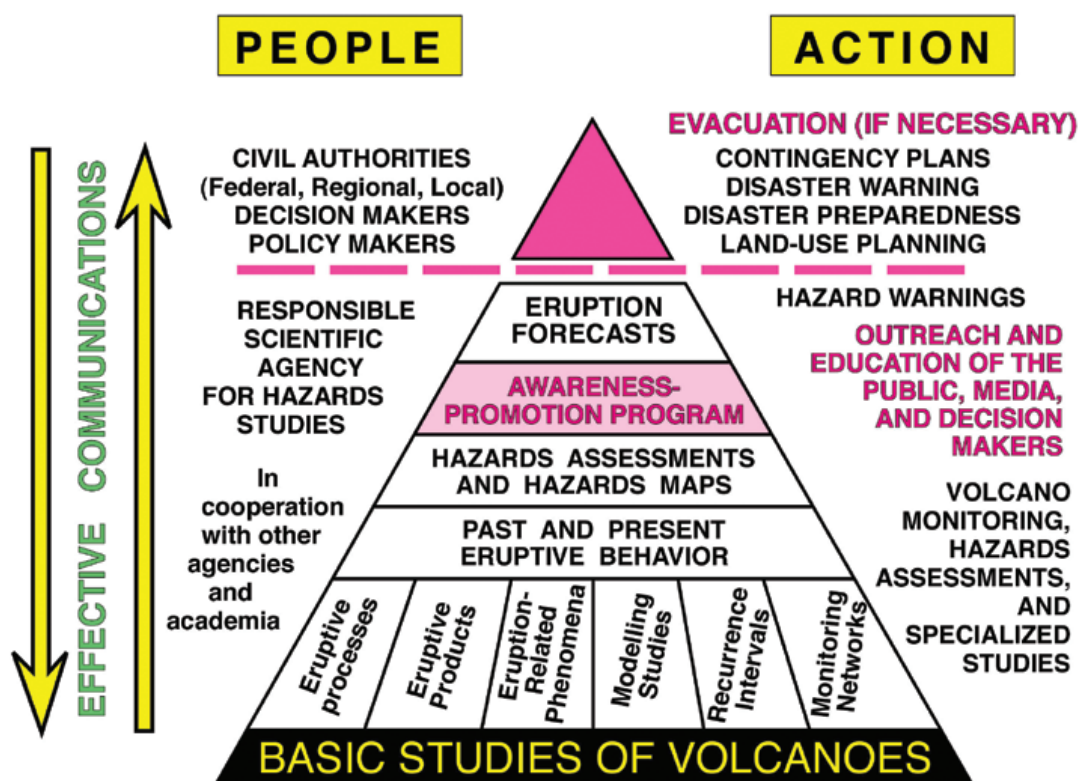 PEOPLE
ACTION
EFFECTIVE COMMUNICATIONS
CIVIL AUTHORITIES
(Federal, Regional, Local)
DECISION MAKERS
POLICY MAKERS
EVACUATION (IF NECESSARY)
CONTINGENCY PLANS
DISASTER WARNING
DISASTER PREPAREDNESS
LAND-USE PLANNING
RESPONSIBLE
SCIENTIFIC
AGENCY
FOR HAZARDS
STUDIES
In
cooperation
with other
agencies
and
academia
ERUPTION
FORECASTS
AWARENESS-
PROMOTION PROGRAM
HAZARDS ASSESSMENTS
AND HAZARDS MAPS
PAST AND PRESENT
ERUPTIVE BEHAVIOR
Eruptive
processes
Eruptive
Products
Eruption-
Related
Phenomena
Modelling
Studies
Recurrence
Intervals
Monitoring
Networks
BASIC STUDIES OF VOLCANOES
HAZARD WARNINGS
OUTREACH AND
EDUCATION OF THE
PUBLIC, MEDIA,
AND DECISION
MAKERS
VOLCANO
MONITORING,
HAZARDS
ASSESSMENTS,
AND
SPECIALIZED
STUDIES